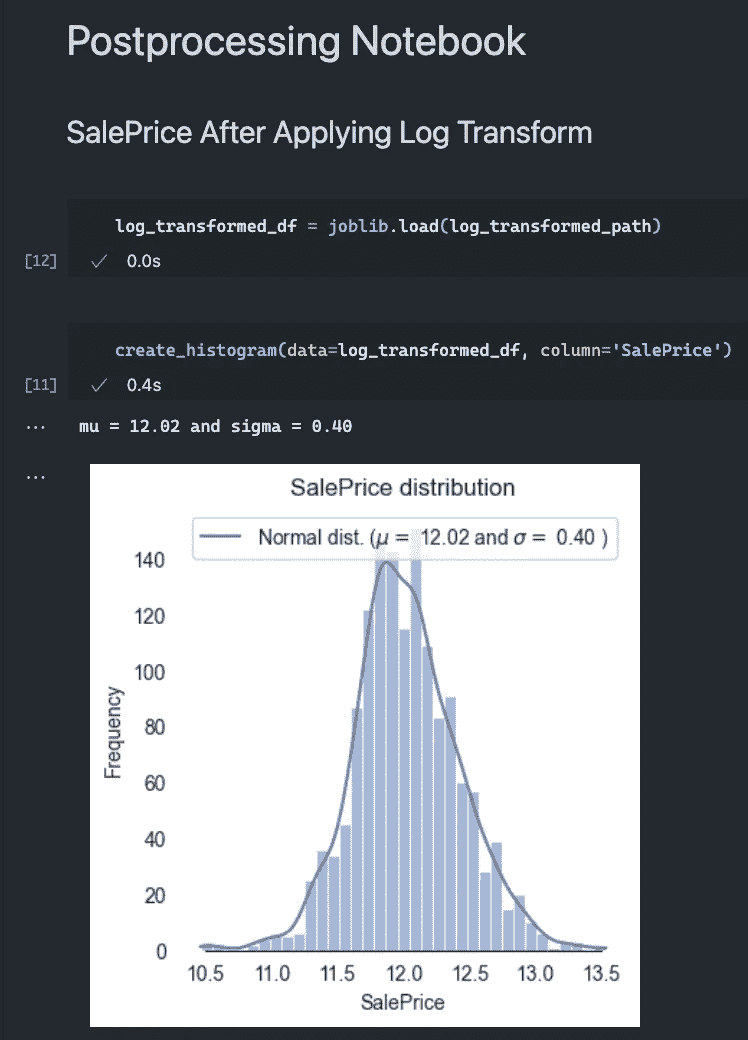 Postprocessing Notebook
SalePrice After Applying Log Transform
log_transformed_df = joblib.load(log_transformed_path)
[12] ✓ 0.0s
create_histogram(data=log_transformed_df, column='SalePrice')
[11] ✓ 0.4s
... mu = 12.02 and sigma = 0.40
...
SalePrice distribution
Normal dist. (μ = 12.02 and σ = 0.40 )
140
120
100
80
60
40
20
0
Frequency
10.5 11.0 11.5 12.0 12.5 13.0 13.5
SalePrice